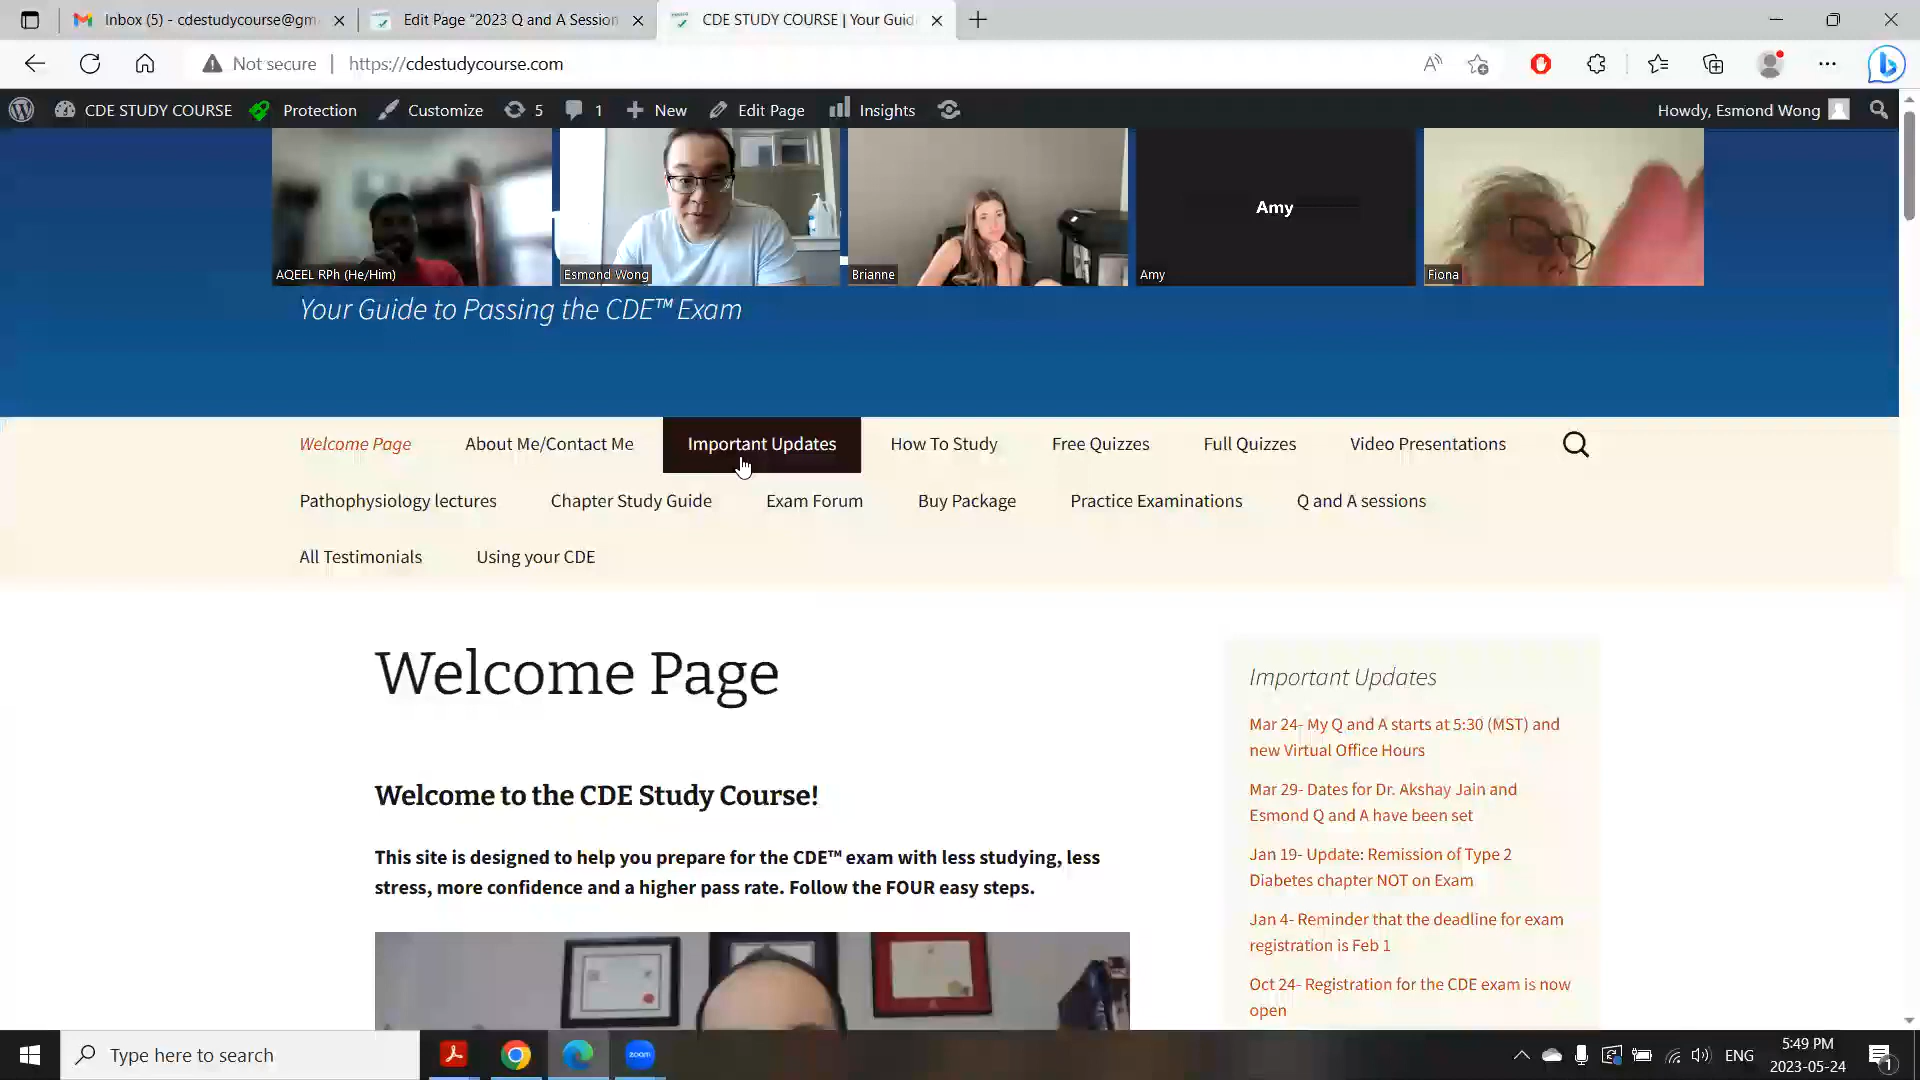 Inbox (5) - cdestudycourse@gm
Edit Page “2023 Q and A Session
CDE STUDY COURSE | Your Guid
Not secure
https://cdestudycourse.com
CDE STUDY COURSE
Protection
Customize
5
1
New
Edit Page
Insights
Howdy, Esmond Wong
AQEEL RPh (He/Him)
Esmond Wong
Brianne
Amy
Amy
Fiona
Your Guide to Passing the CDE™ Exam
Welcome Page
About Me/Contact Me
Important Updates
How To Study
Free Quizzes
Full Quizzes
Video Presentations
Pathophysiology lectures
Chapter Study Guide
Exam Forum
Buy Package
Practice Examinations
Q and A sessions
All Testimonials
Using your CDE
Welcome Page
Welcome to the CDE Study Course!
This site is designed to help you prepare for the CDE™ exam with less studying, less
stress, more confidence and a higher pass rate. Follow the FOUR easy steps.
Important Updates
Mar 24- My Q and A starts at 5:30 (MST) and
new Virtual Office Hours
Mar 29- Dates for Dr. Akshay Jain and
Esmond Q and A have been set
Jan 19- Update: Remission of Type 2
Diabetes chapter NOT on Exam
Jan 4- Reminder that the deadline for exam
registration is Feb 1
Oct 24- Registration for the CDE exam is now
open
Type here to search
zoom
ENG
5:49 PM
2023-05-24
1